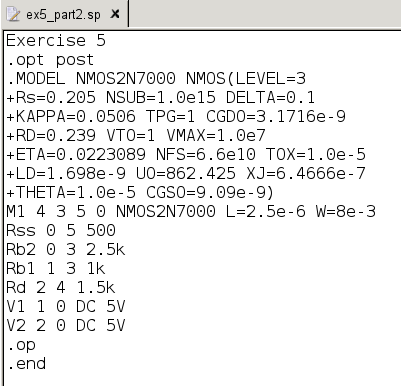 ex5_part2.sp ×
Exercise 5
.opt post
.MODEL NMOS2N7000 NMOS(LEVEL=3
+Rs=0.205 NSUB=1.0e15 DELTA=0.1
+KAPPA=0.0506 TPG=1 CGDO=3.1716e-9
+RD=0.239 VTO=1 VMAX=1.0e7
+ETA=0.0223089 NFS=6.6e10 TOX=1.0e-5
+LD=1.698e-9 UO=862.425 XJ=6.4666e-7
+THETA=1.0e-5 CGSO=9.09e-9)
M1 4 3 5 0 NMOS2N7000 L=2.5e-6 W=8e-3
Rss 0 5 500
Rb2 0 3 2.5k
Rb1 1 3 1k
Rd 2 4 1.5k
V1 1 0 DC 5V
V2 2 0 DC 5V
.op
.end